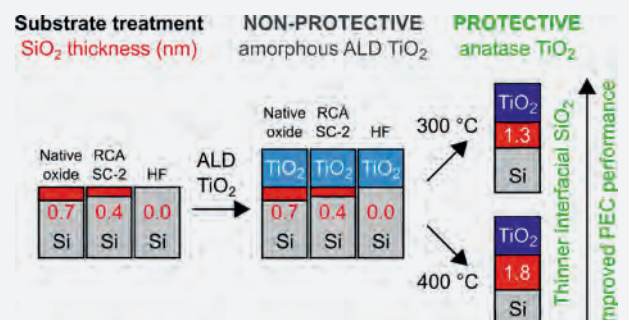 Substrate treatment
SiO₂ thickness (nm)
NON-PROTECTIVE
amorphous ALD TiO₂
PROTECTIVE
anatase TiO₂
Native
oxide
RCA
SC-2
HF
0.7
0.4
0.0
Si
Si
Si
ALD
TiO₂
Native
oxide
RCA
SC-2
HF
TiO₂
TiO₂
TiO₂
0.7
0.4
0.0
Si
Si
Si
300 °C
400 °C
TiO₂
1.3
Si
TiO₂
1.8
Si
Thinner interfacial SiO₂
Improved PEC performance